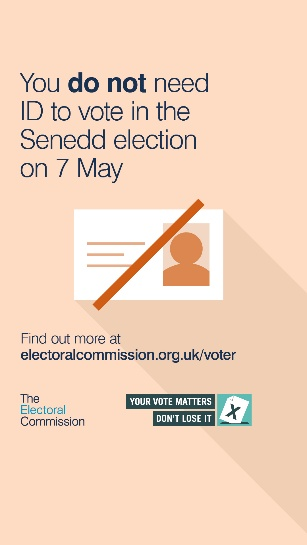 You do not need
ID to vote in the
Senedd election
on 7 May
Find out more at
electoralcommission.org.uk/voter
The
Electoral
Commission
YOUR VOTE MATTERS
DON'T LOSE IT